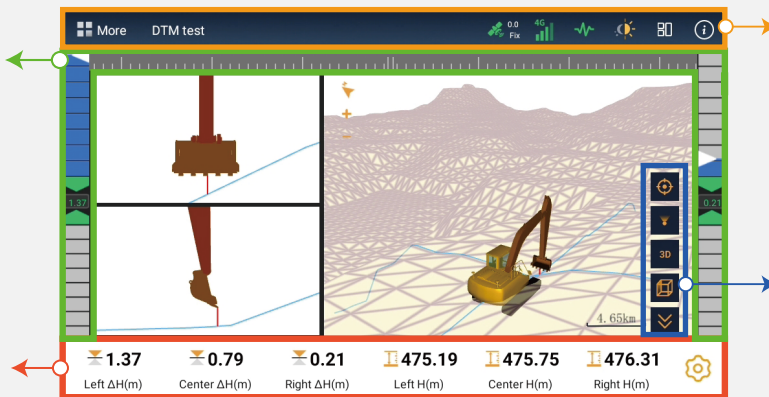 More DTM test 0.0 Fix 4G
1.37
0.21
3D
4.65km
1.37 0.79 0.21 475.19 475.75 476.31
Left ΔH(m) Center ΔH(m) Right ΔH(m) Left H(m) Center H(m) Right H(m)